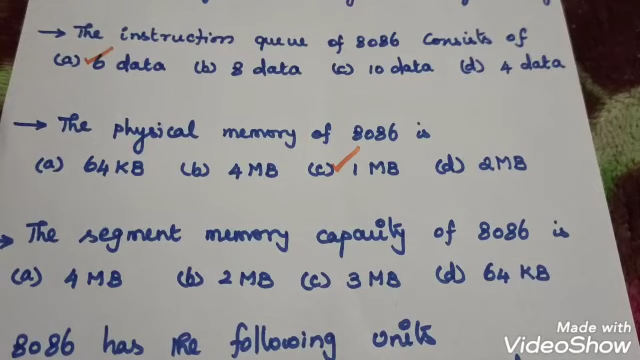 → The instruction queue of 8086 consists of
(a) 6 data (b) 8 data (c) 10 data (d) 4 data
→ The physical memory of 8086 is
(a) 64 KB (b) 4 MB (c) 1 MB (d) 2MB
→ The segment memory capacity of 8086 is
(a) 4 MB (b) 2 MB (c) 3 MB (d) 64 KB
8086 has the following units
Made with
VideoShow